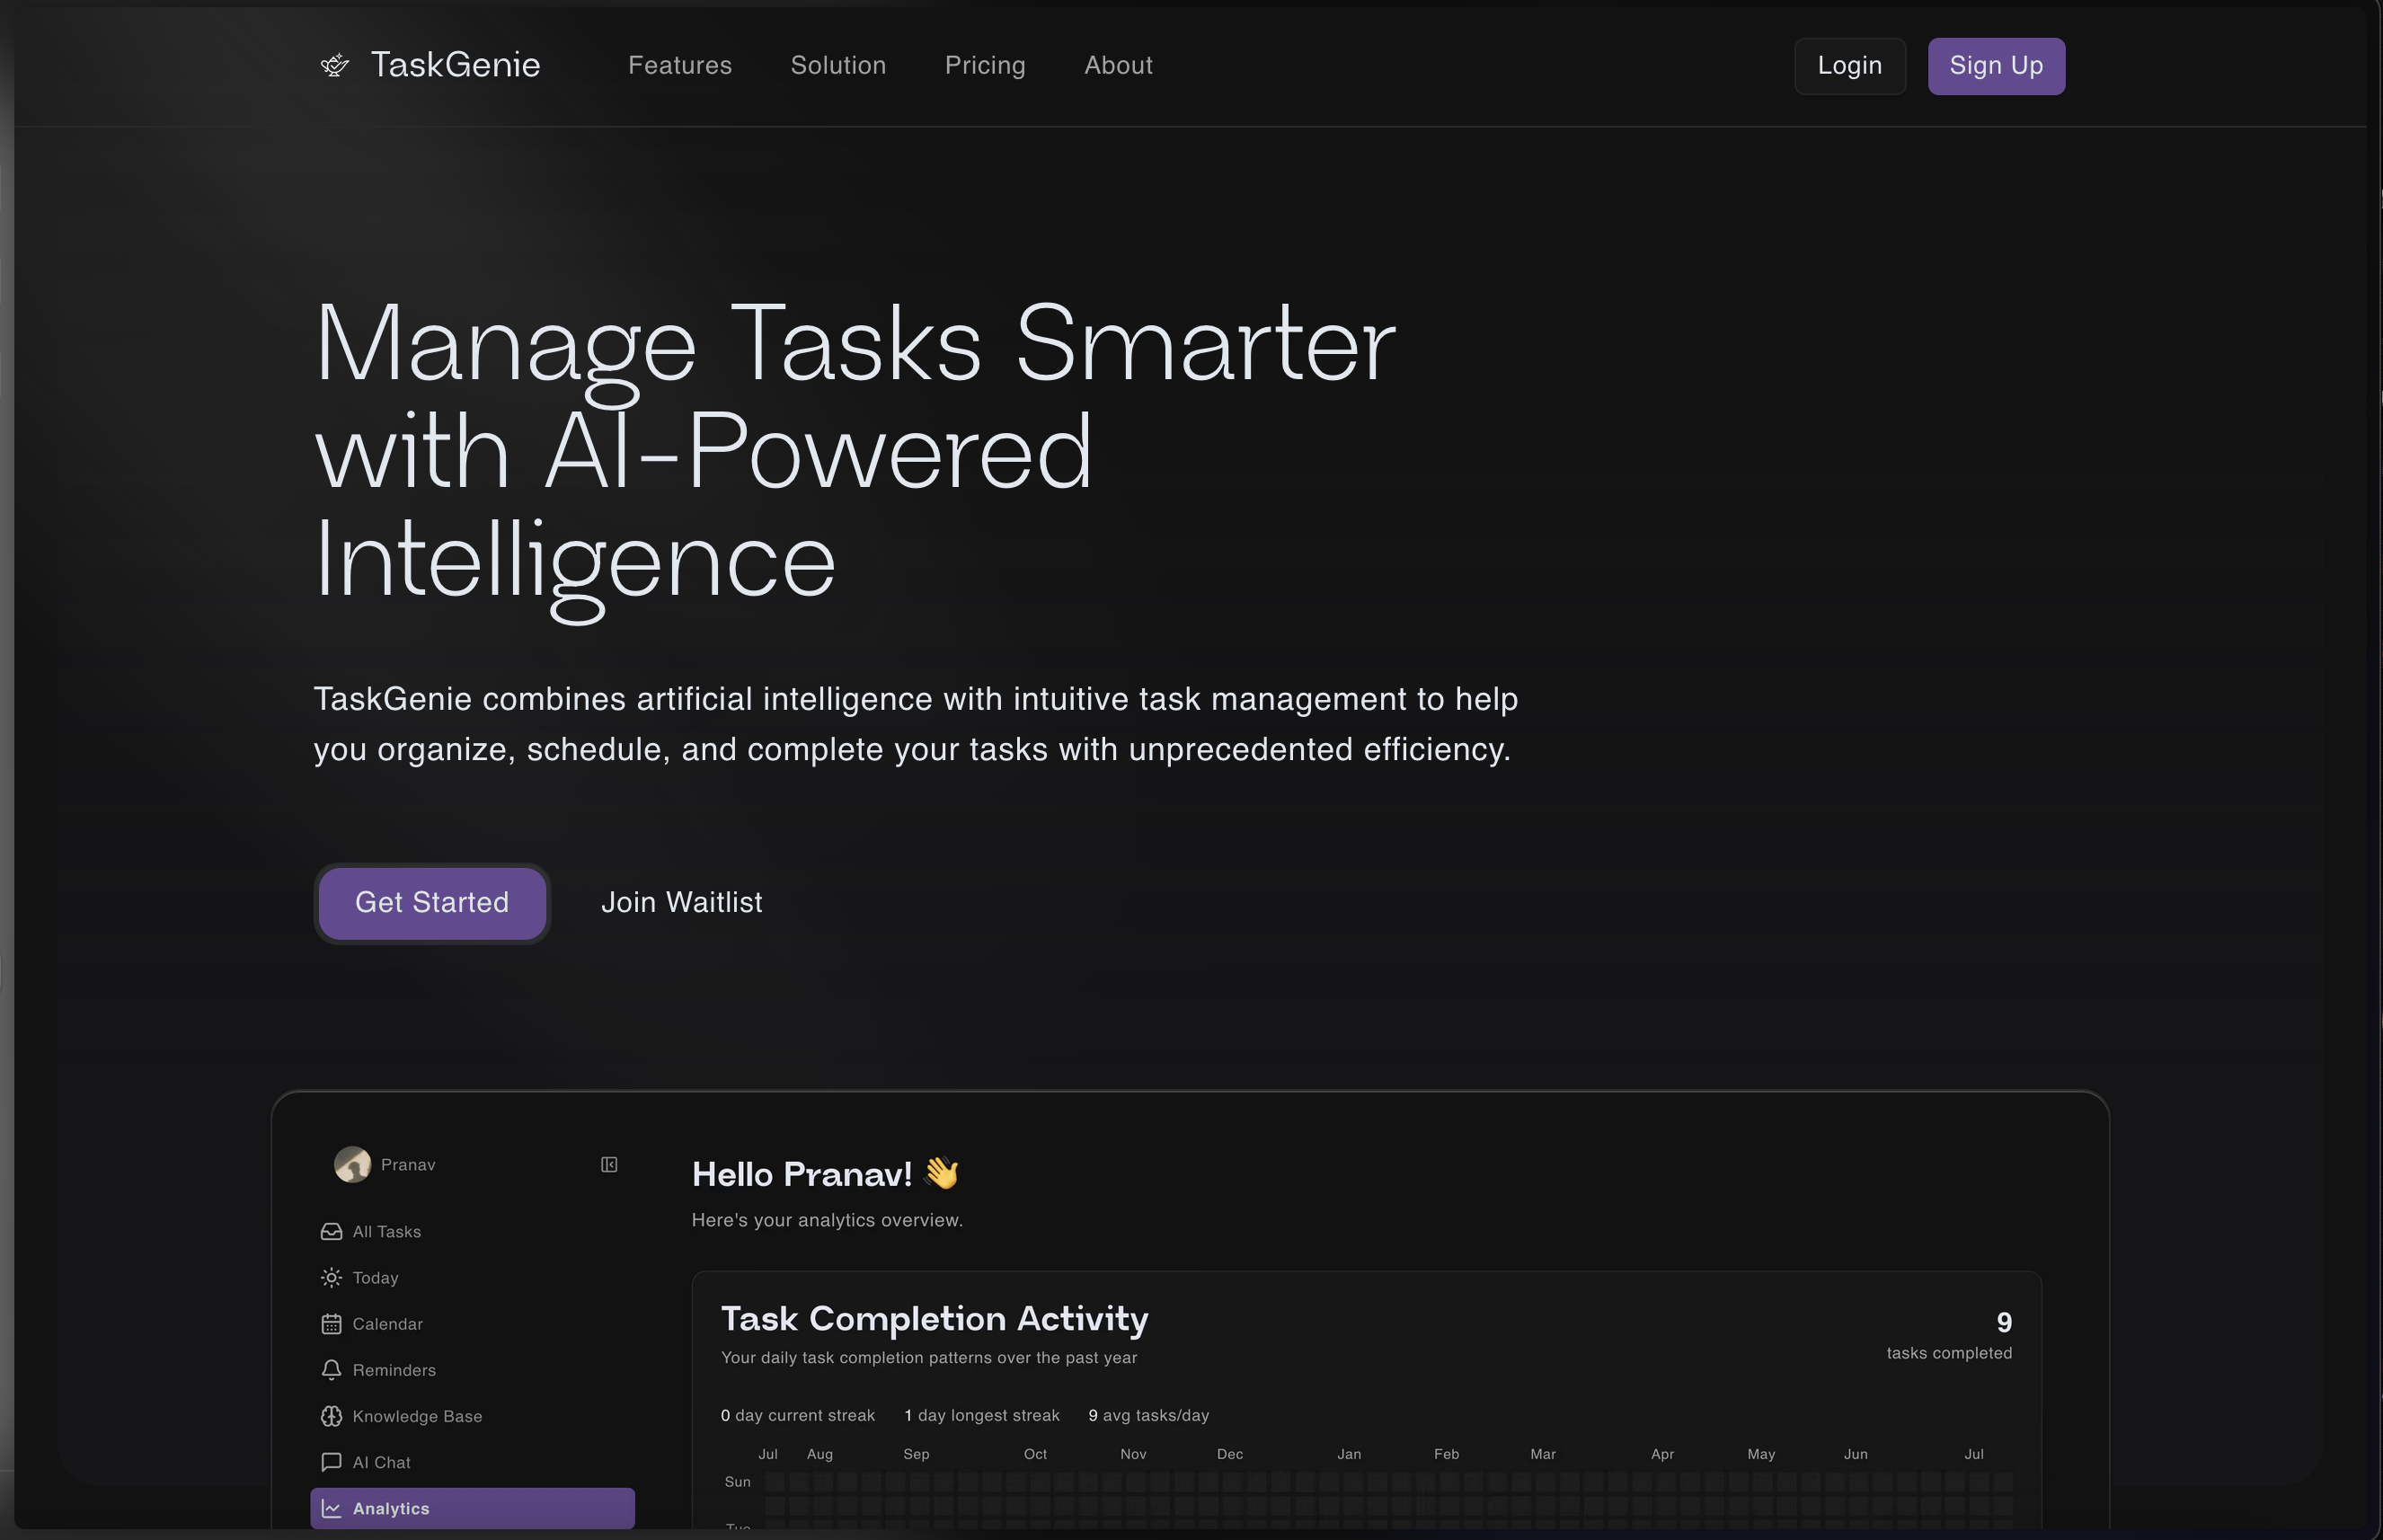 TaskGenie Features Solution Pricing About Login Sign Up
Manage Tasks Smarter
with AI-Powered
Intelligence
TaskGenie combines artificial intelligence with intuitive task management to help
you organize, schedule, and complete your tasks with unprecedented efficiency.
Get Started Join Waitlist
Pranav
All Tasks
Today
Calendar
Reminders
Knowledge Base
AI Chat
Analytics
Hello Pranav! 👋
Here's your analytics overview.
Task Completion Activity
Your daily task completion patterns over the past year
9
tasks completed
0 day current streak 1 day longest streak 9 avg tasks/day
Jul Aug Sep Oct Nov Dec Jan Feb Mar Apr May Jun Jul
Sun
Tue